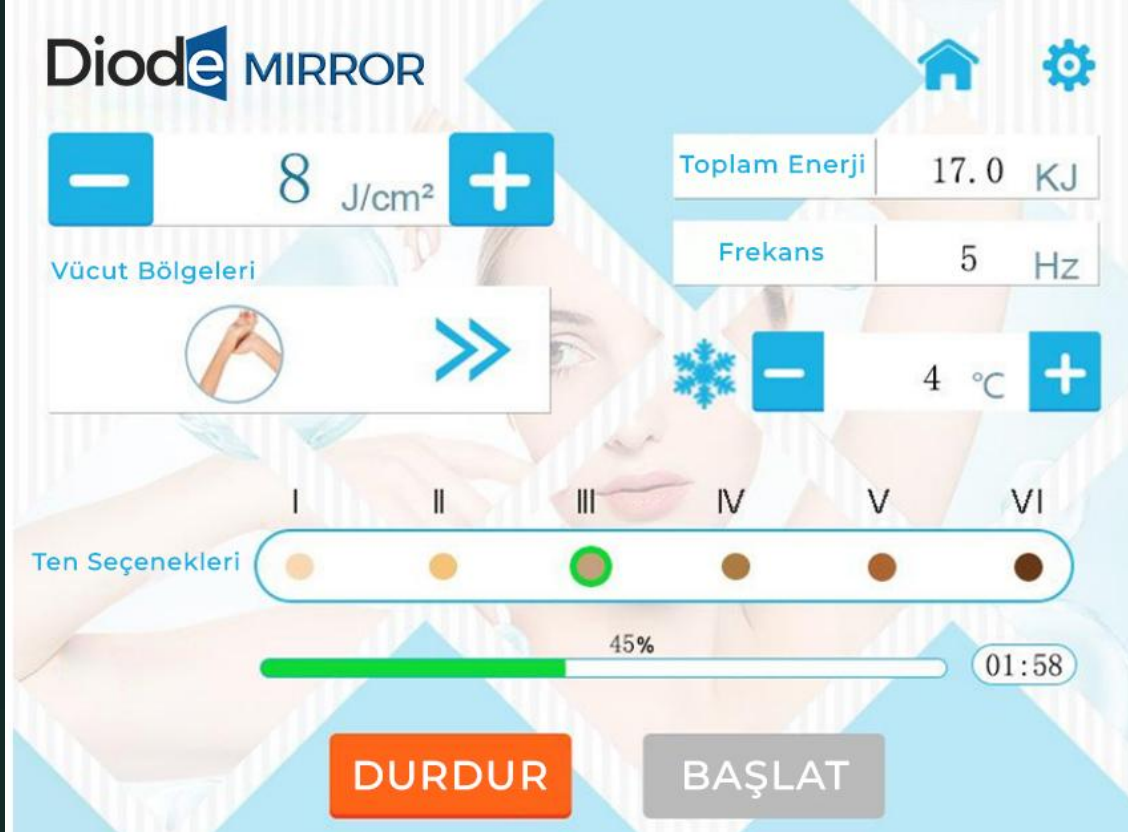 Diode MIRROR
8 J/cm²
Toplam Enerji 17.0 KJ
Frekans 5 Hz
Vücut Bölgeleri
4 °C
I II III IV V VI
Ten Seçenekleri
45%
01:58
DURDUR BAŞLAT